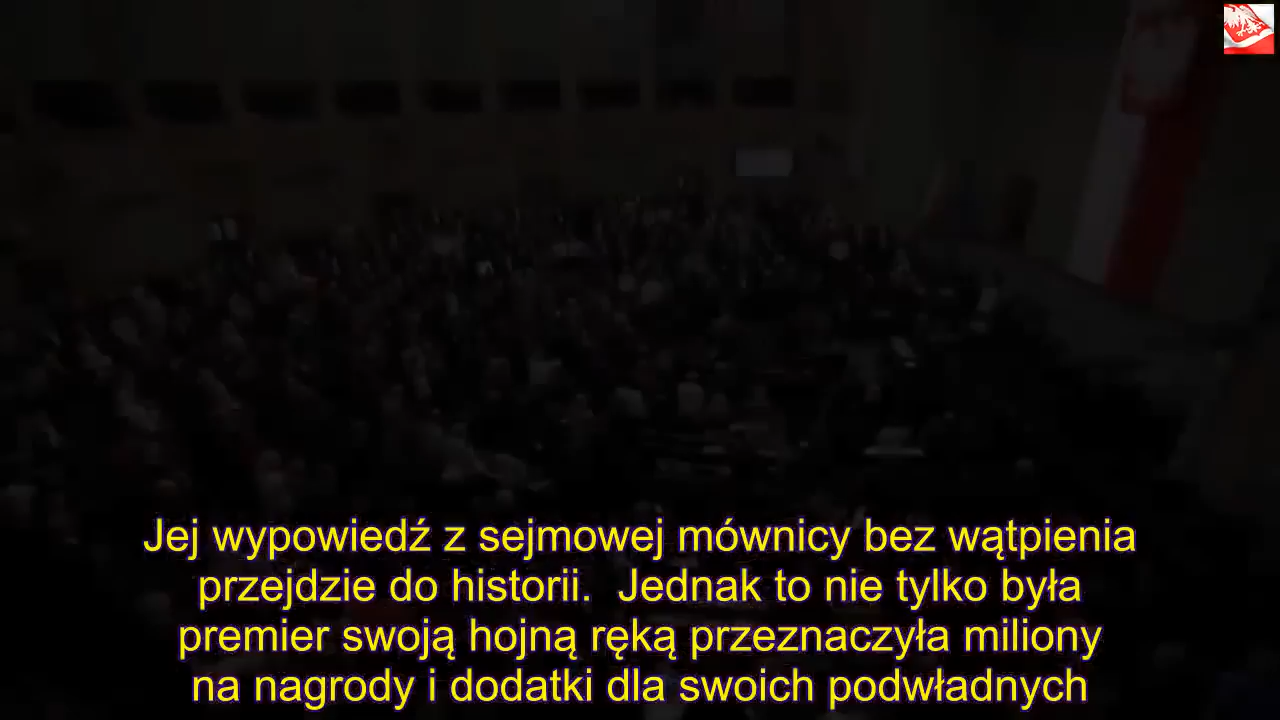 Jej wypowiedź z sejmowej mównicy bez wątpienia
przejdzie do historii.  Jednak to nie tylko była
premier swoją hojną ręką przeznaczyła miliony
na nagrody i dodatki dla swoich podwładnych